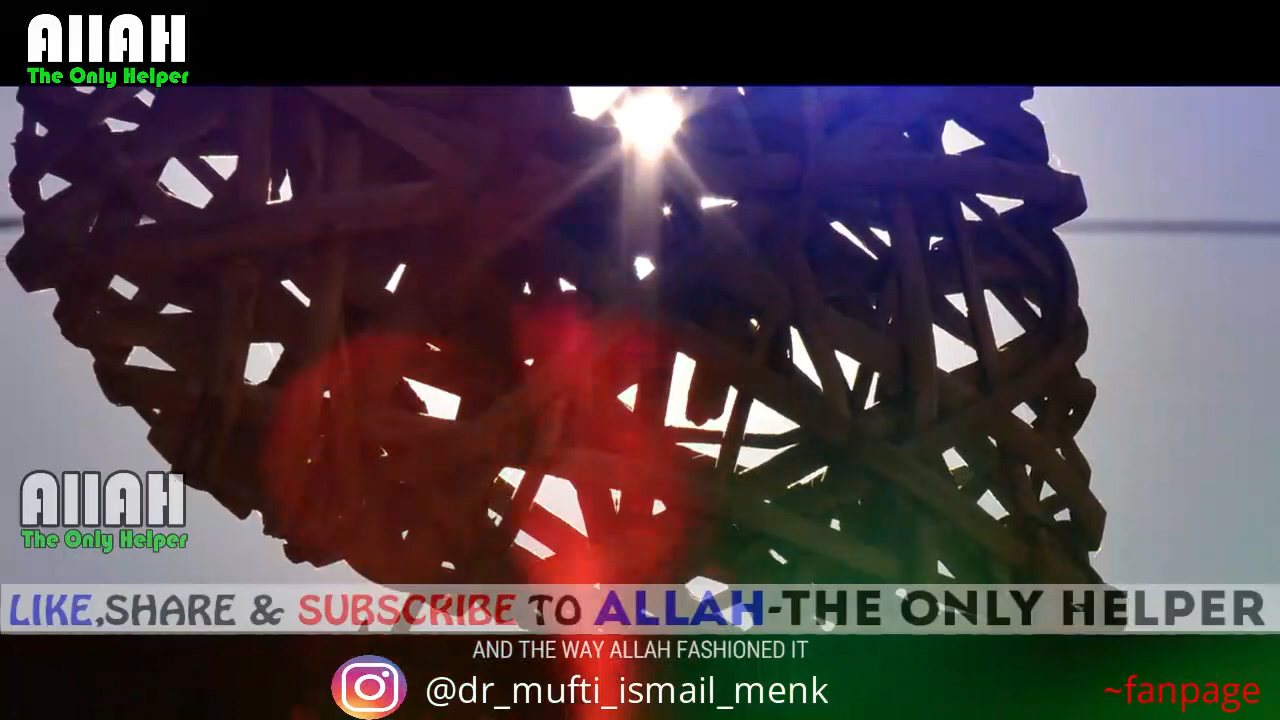 AllAH
The Only Helper
AllAH
The Only Helper
LIKE,SHARE & SUBSCRIBE TO ALLAH-THE ONLY HELPER
AND THE WAY ALLAH FASHIONED IT
@dr_mufti_ismail_menk
~fanpage